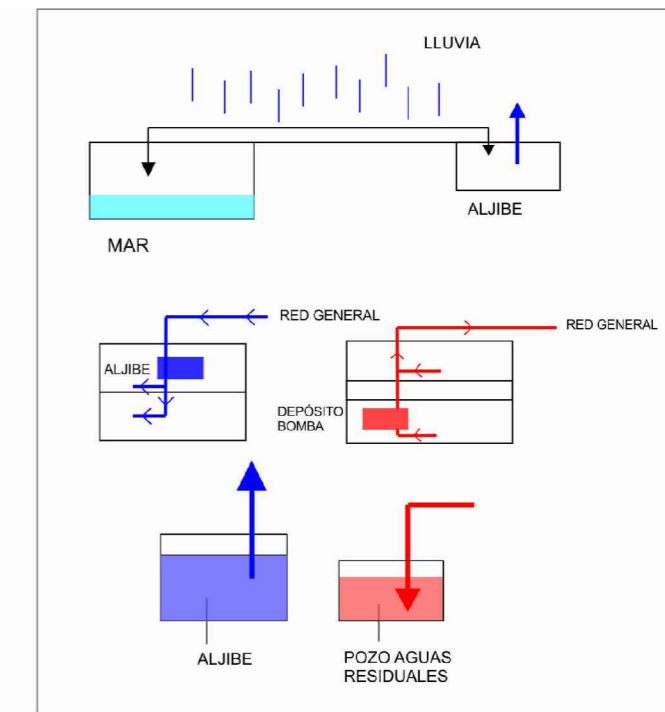 LLUVIA
ALJIBE
MAR
RED GENERAL
RED GENERAL
ALJIBE
DEPÓSITO
BOMBA
ALJIBE
POZO AGUAS
RESIDUALES